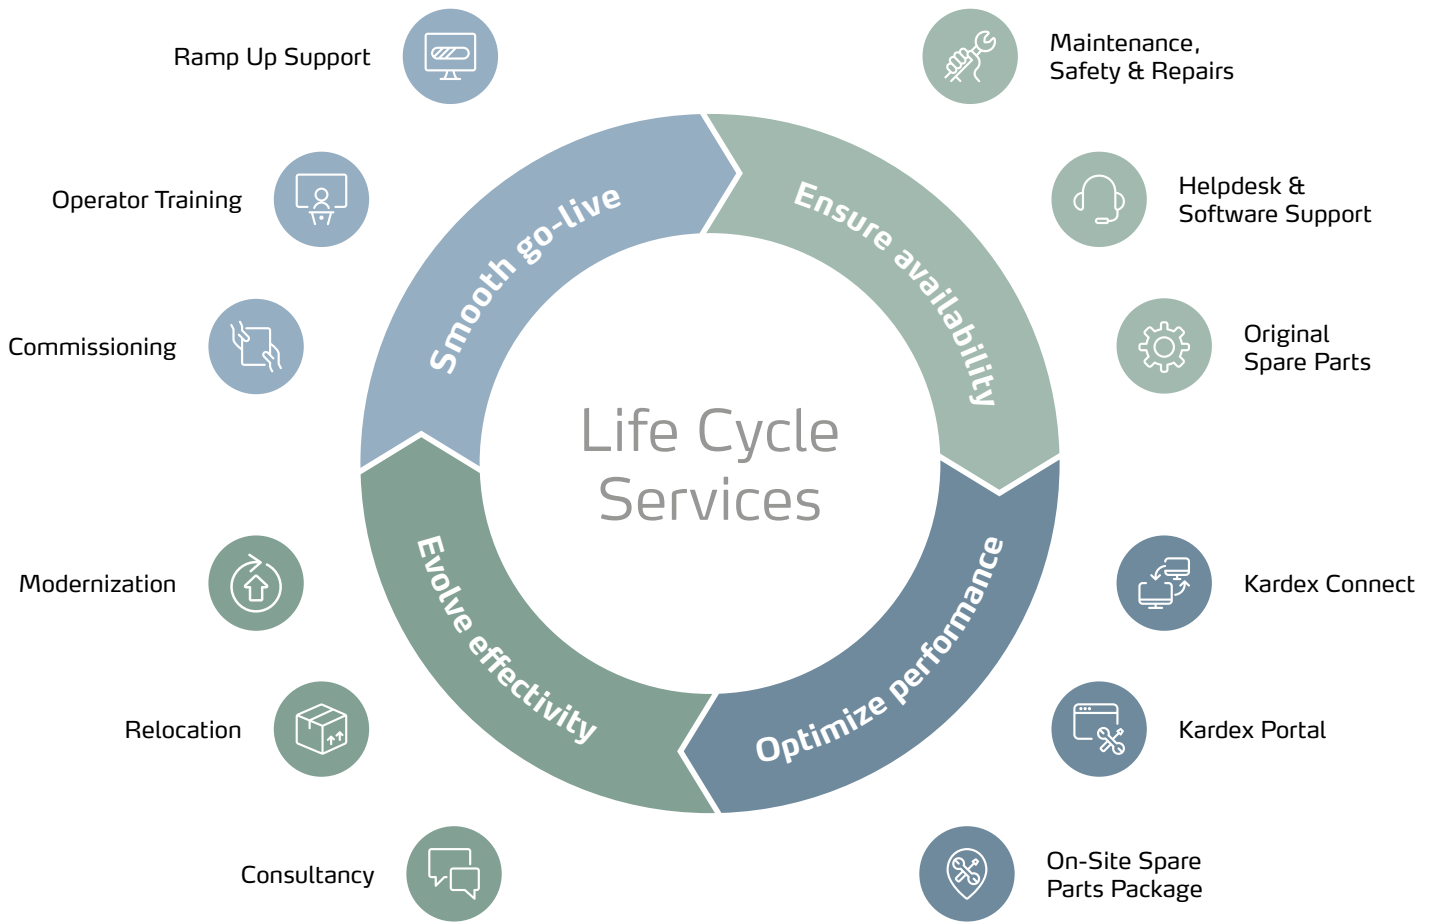 Ramp Up Support
Operator Training
Commissioning
Smooth go-live
Maintenance,
Safety & Repairs
Helpdesk &
Software Support
Original
Spare Parts
Ensure availability
Life Cycle
Services
Kardex Connect
Kardex Portal
On-Site Spare
Parts Package
Optimize performance
Modernization
Relocation
Consultancy
Evolve effectivity